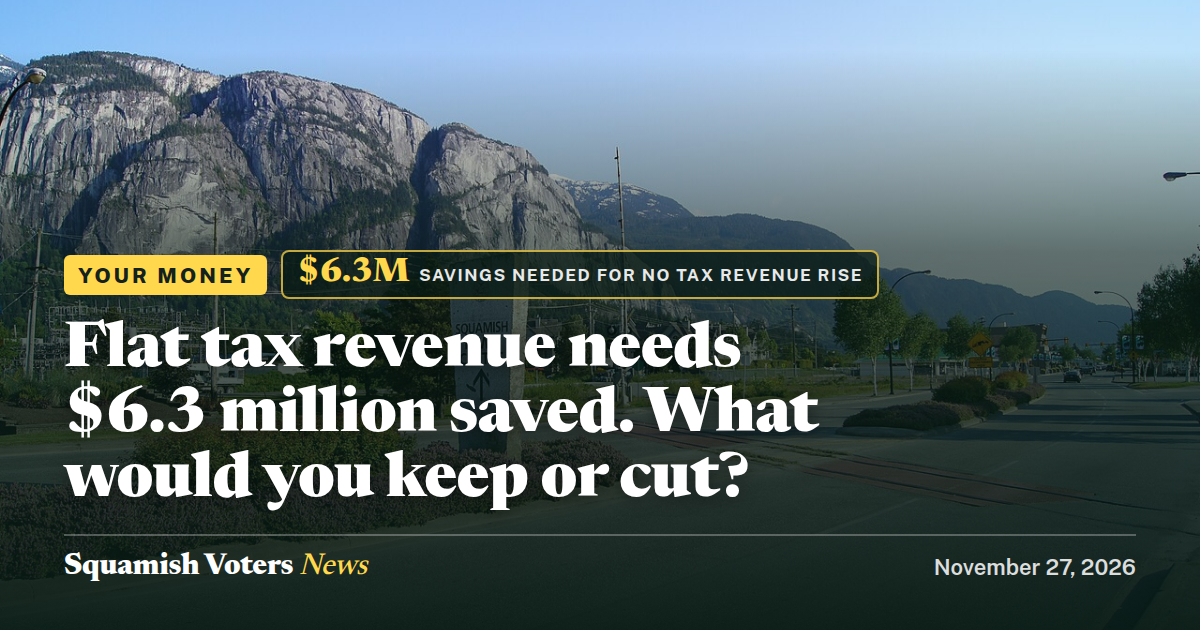 YOUR MONEY
$6.3M SAVINGS NEEDED FOR NO TAX REVENUE RISE
SQUAMISH
Flat tax revenue needs
$6.3 million saved. What
would you keep or cut?
Squamish Voters News
November 27, 2026